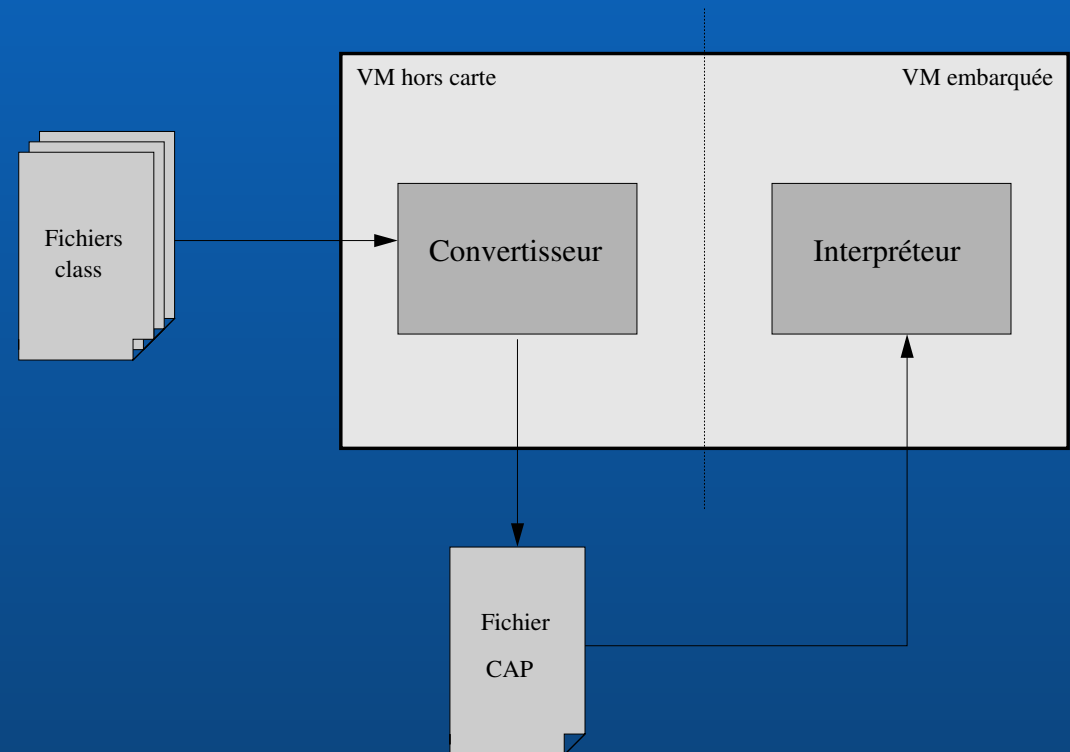 VM hors carte
VM embarquée
Fichiers
class
Convertisseur
Interpréteur
Fichier
CAP